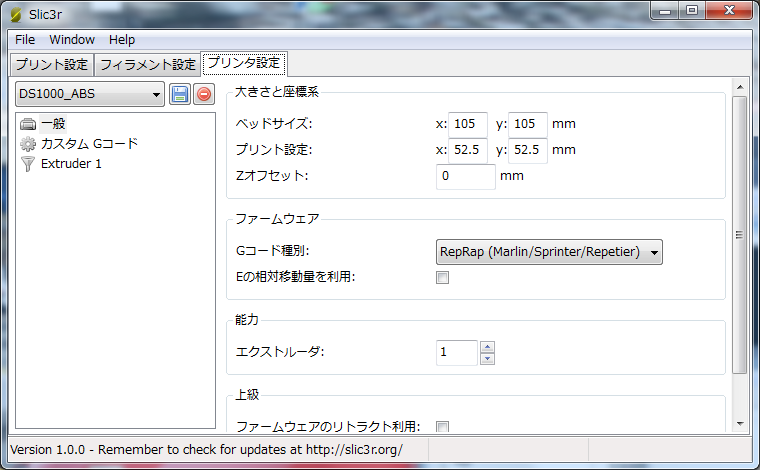 Slic3r
File Window Help
プリント設定 フィラメント設定 プリンタ設定
DS1000_ABS
一般
カスタム Gコード
Extruder 1
大きさと座標系
ベッドサイズ: x: 105 y: 105 mm
プリント設定: x: 52.5 y: 52.5 mm
Zオフセット: 0 mm
ファームウェア
Gコード種別: RepRap (Marlin/Sprinter/Repetier)
Eの相対移動量を利用:
能力
エクストルーダ: 1
上級
ファームウェアのリトラクト利用:
Version 1.0.0 - Remember to check for updates at http://slic3r.org/